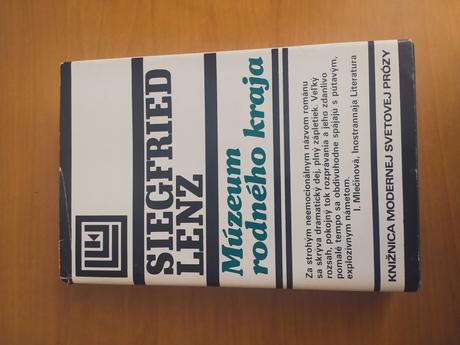 SIEGFRIED
LENZ
Múzeum
rodného kraja
Za strohým neemocionálnym názvom románu
sa skrýva dramatický dej, plný zápletiek. Veľký
rozsah, pokojný tok rozprávania a jeho zdanlivo
pomalé tempo sa obdivuhodne spájajú s pútavým,
explozívnym námetom.
I. Mlečinová, Inostrannaja Literatura
KNIŽNICA MODERNEJ SVETOVEJ PRÓZY